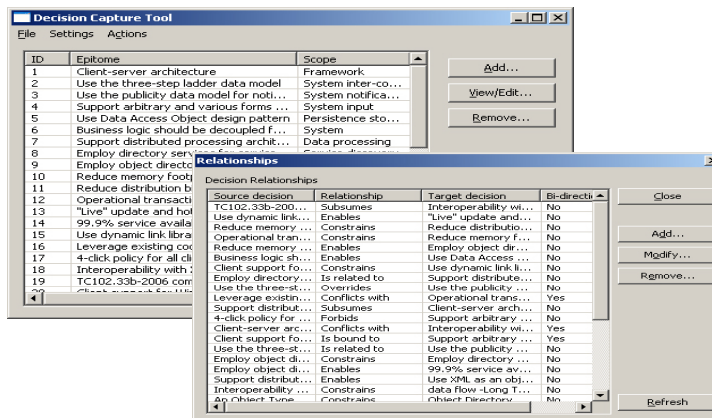 Decision Capture Tool
File Settings Actions
ID Epitome Scope
1 Client-server architecture Framework
2 Use the three-step ladder data model System inter-co...
3 Use the publicity data model for noti... System notifica...
4 Support arbitrary and various forms ... System input
5 Use Data Access Object design pattern Persistence sto...
6 Business logic should be decoupled f... System
7 Support distributed processing archit... Data processing
8 Employ directory services for service
9 Employ object directo
10 Reduce memory footp
11 Reduce distribution b
12 Operational transacti
13 "Live" update and hot
14 99.9% service availa
15 Use dynamic link libra
16 Leverage existing cod
17 4-click policy for all cli
18 Interoperability with
19 TC102.33b-2006 com
20
Add...
View/Edit...
Remove...
Relationships
Decision Relationships
Source decision Relationship Target decision Bi-directi
TC102.33b-200... Subsumes Interoperability wi... No
Use dynamic link... Enables "Live" update and... No
Reduce memory ... Constrains Reduce distributio... No
Operational tran... Constrains Reduce memory f... No
Reduce memory ... Enables Employ object dir... No
Business logic sh... Enables Use Data Access ... No
Client support fo... Constrains Use dynamic link li... No
Employ directory... Is related to Support distribute... No
Use the three-st... Overrides Use the publicity ... No
Leverage existin... Conflicts with Operational trans... Yes
Support distribut... Subsumes Client-server arch... No
4-click policy for ... Forbids Support arbitrary ... No
Client-server arc... Conflicts with Interoperability wi... Yes
Client support fo... Is bound to Support arbitrary ... Yes
Use the three-st... Is related to Use the publicity ... No
Employ object di... Constrains Employ directory ... No
Employ object di... Enables 99.9% service av... No
Support distribut... Enables Use XML as an obj... No
Interoperability ... Constrains data flow -Long T... No
An Object Type Constrains Object Directory No
Close
Add...
Modify...
Remove...
Refresh